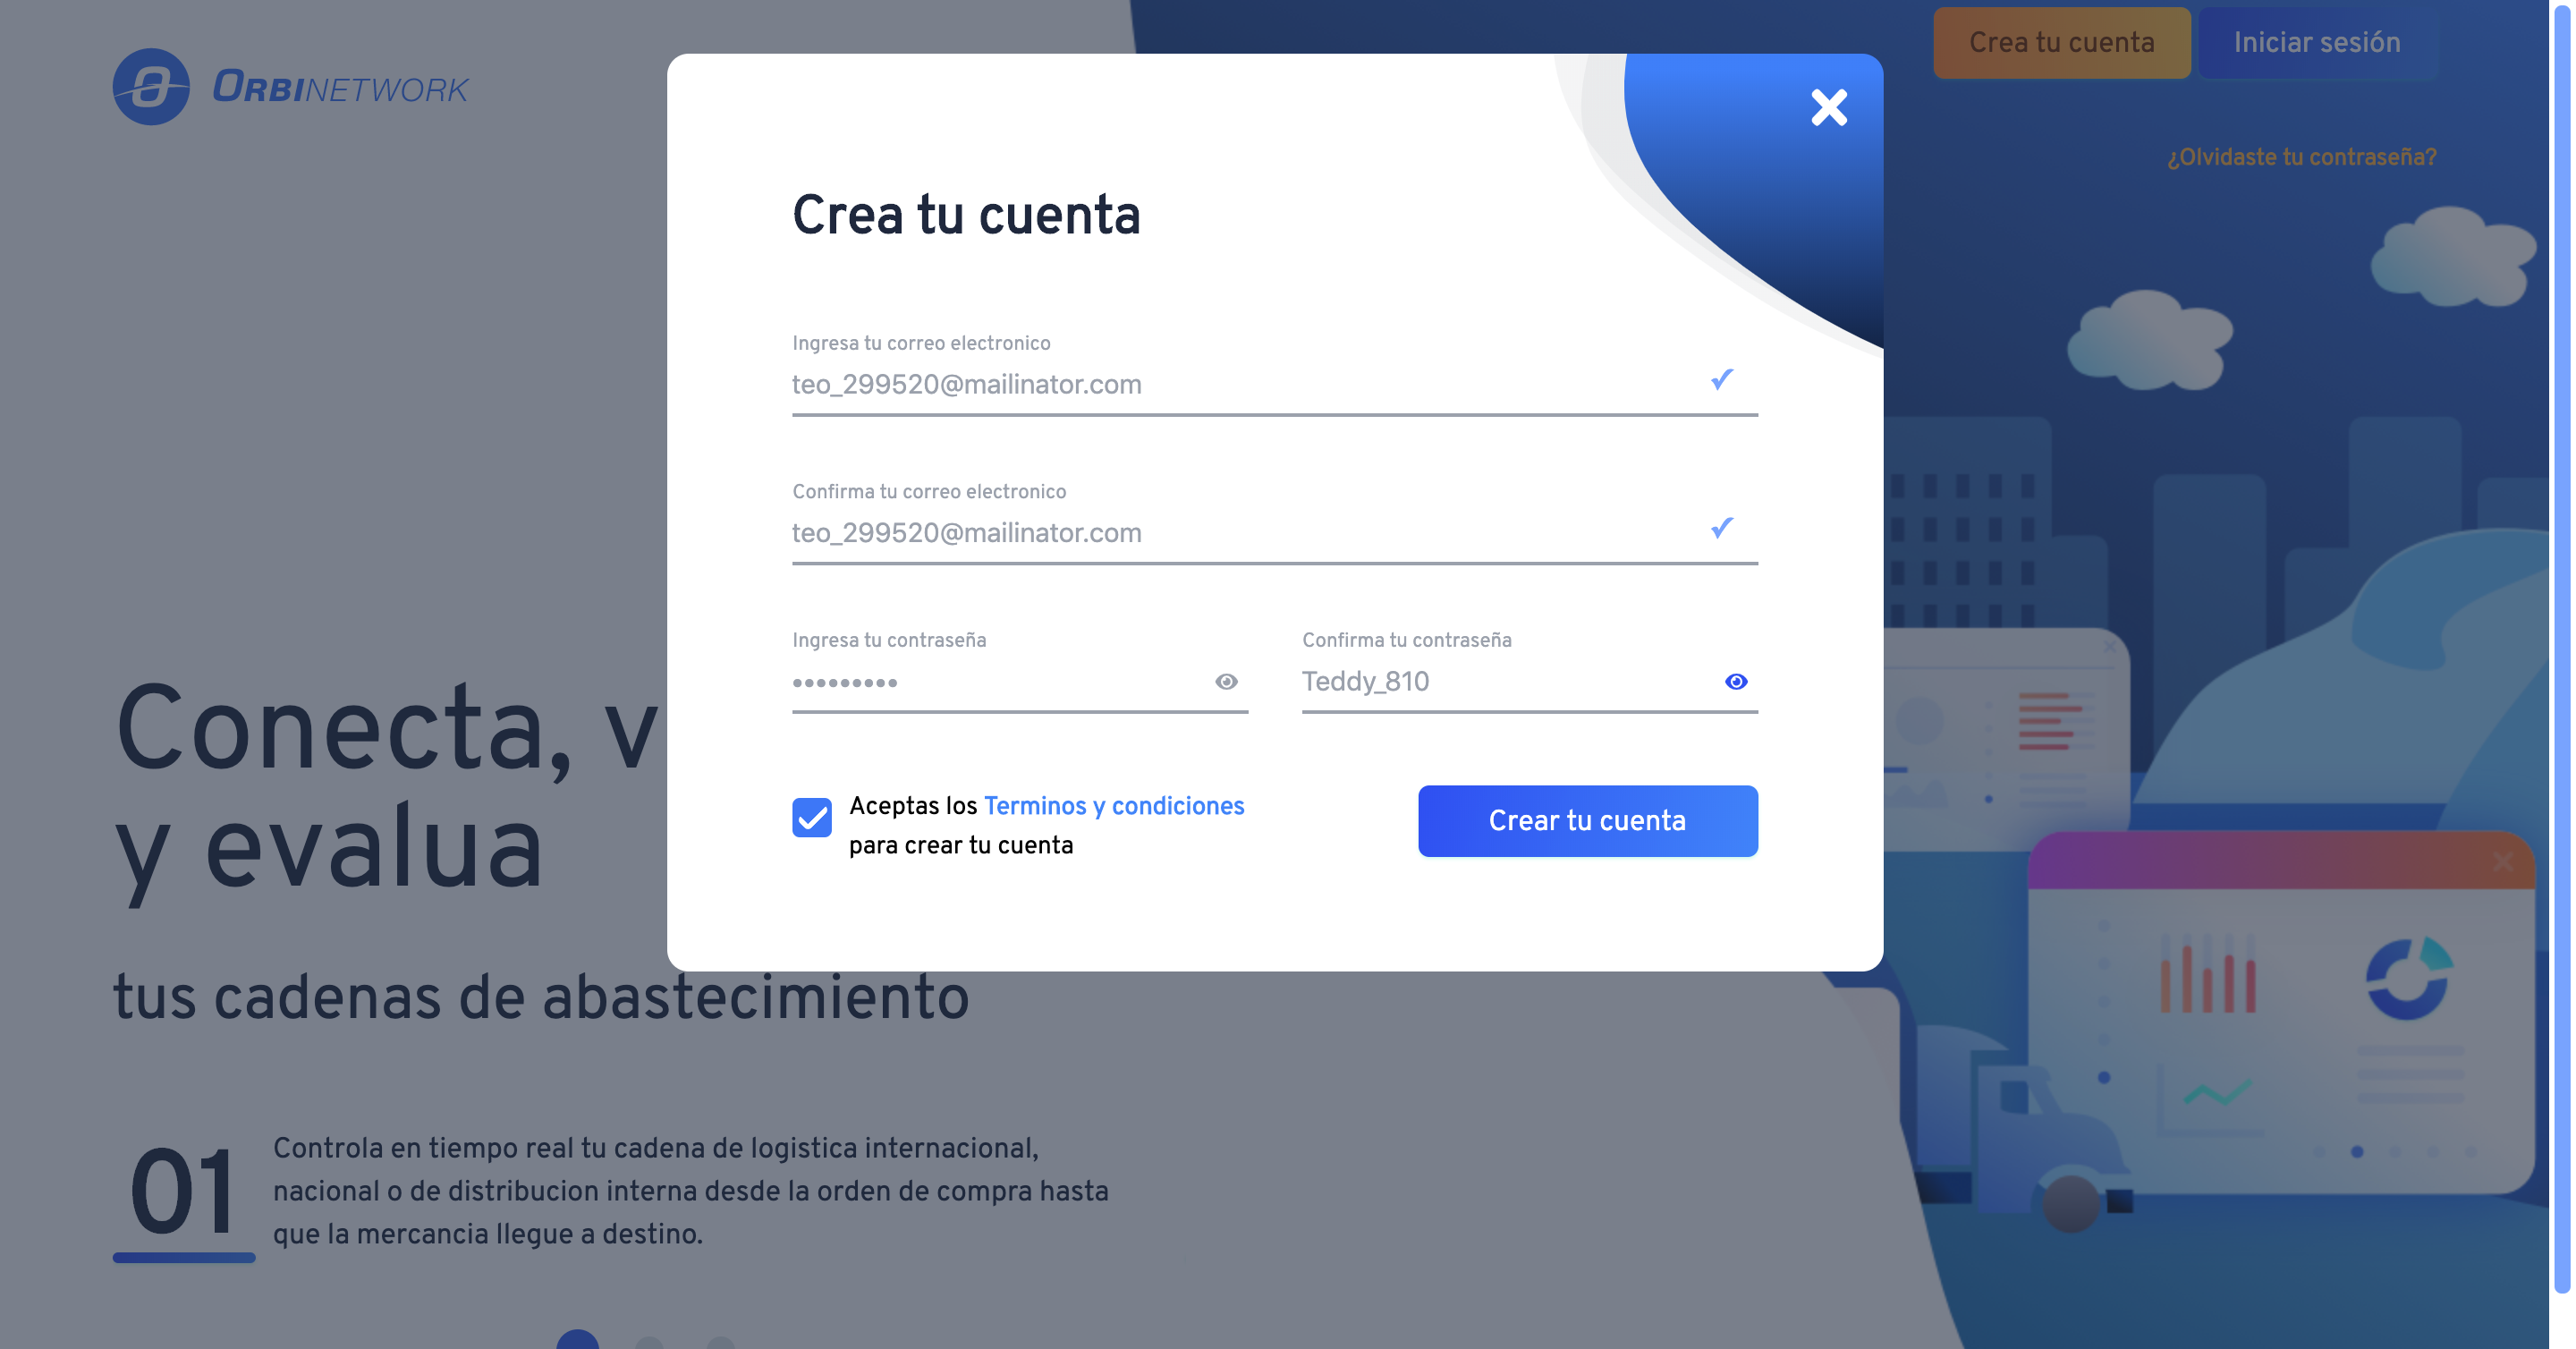 ORBINETWORK
Crea tu cuenta
Iniciar sesión
¿Olvidaste tu contraseña?
Crea tu cuenta
Ingresa tu correo electronico
teo_299520@mailinator.com
Confirma tu correo electronico
teo_299520@mailinator.com
Ingresa tu contraseña
•••••••••
Confirma tu contraseña
Teddy_810
Aceptas los Terminos y condiciones
para crear tu cuenta
Crear tu cuenta
Conecta, v
y evalua
tus cadenas de abastecimiento
01
Controla en tiempo real tu cadena de logistica internacional,
nacional o de distribucion interna desde la orden de compra hasta
que la mercancia llegue a destino.